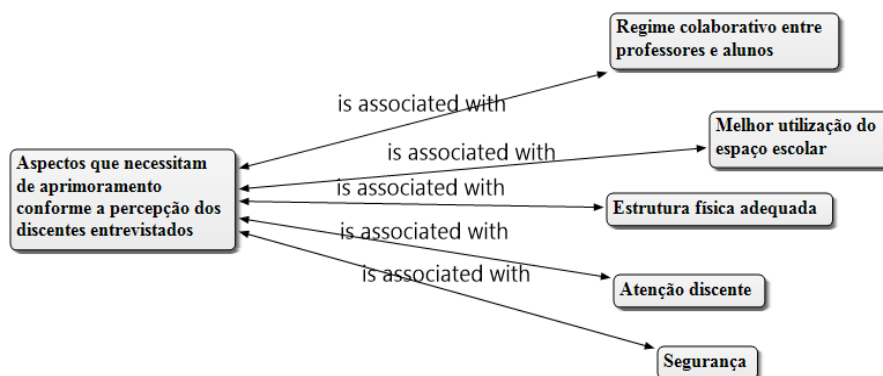 Regime colaborativo entre
professores e alunos
is associated with
Melhor utilização do
espaço escolar
is associated with
Aspectos que necessitam
de aprimoramento
conforme a percepção dos
discentes entrevistados
is associated with
Estrutura física adequada
is associated with
is associated with
Atenção discente
Segurança